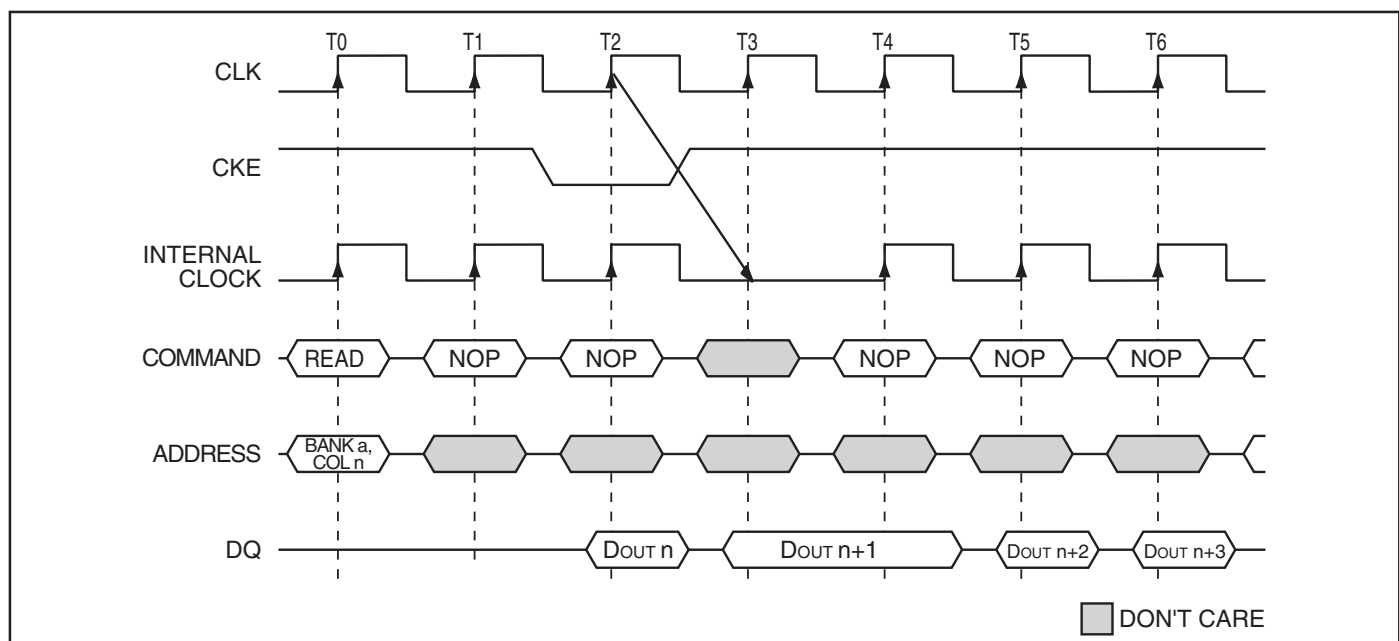 T0 T1 T2 T3 T4 T5 T6
CLK
CKE
INTERNAL
CLOCK
COMMAND READ NOP NOP NOP NOP NOP
ADDRESS BANK a,
COL n
DQ DOUT n DOUT n+1 DOUT n+2 DOUT n+3
DON'T CARE